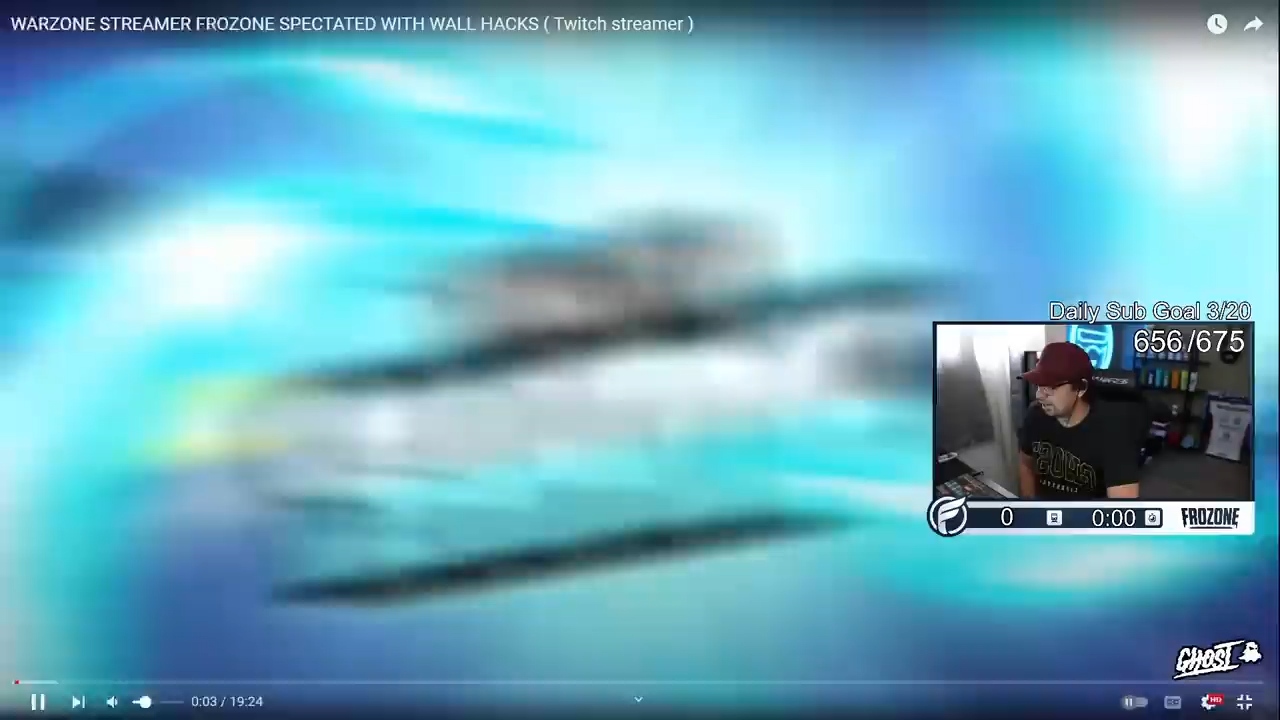 WARZONE STREAMER FROZONE SPECTATED WITH WALL HACKS ( Twitch streamer )
Daily Sub Goal 3/20
656 /675
0
0:00
FROZONE
GHOST
0:03 / 19:24
HD